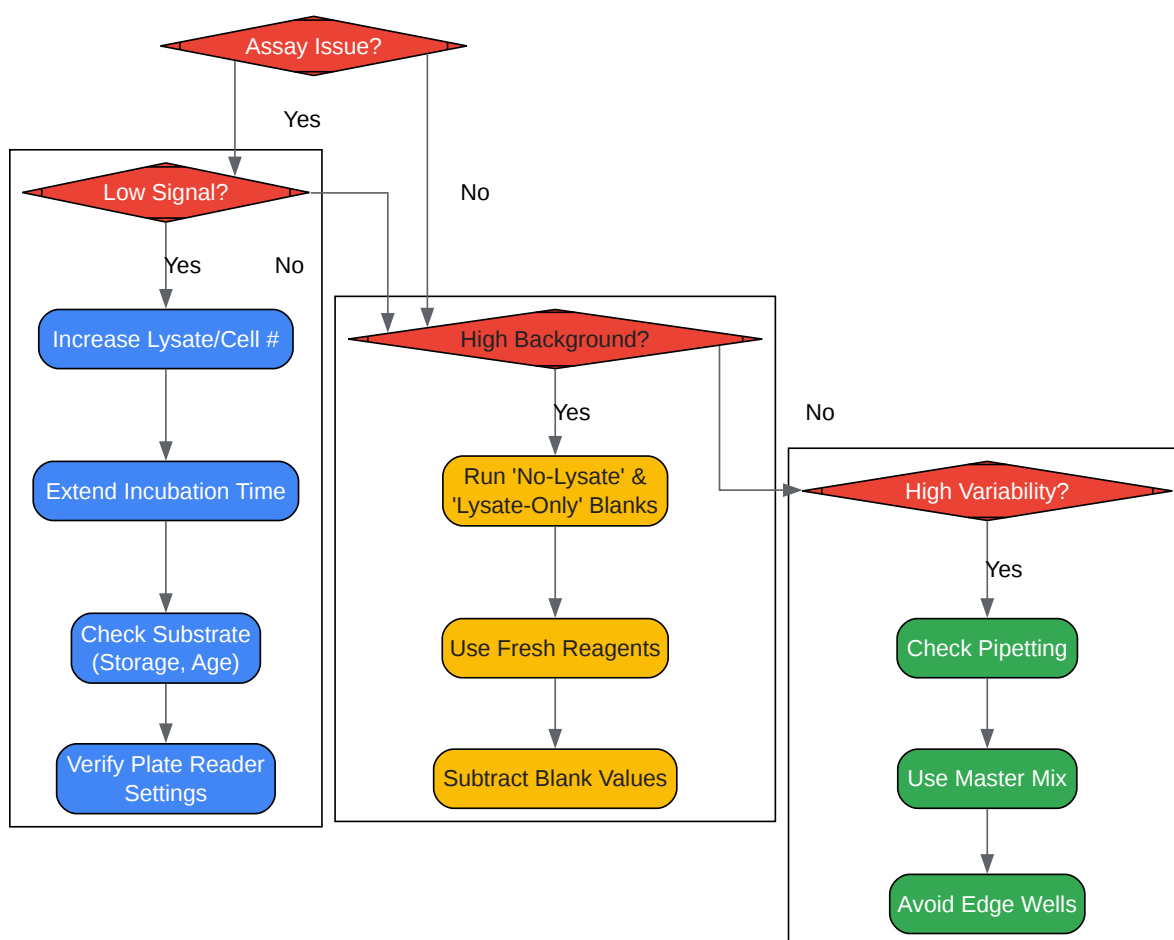 Assay Issue?
Yes
No
Low Signal?
Yes
No
Increase Lysate/Cell #
Extend Incubation Time
Check Substrate
(Storage, Age)
Verify Plate Reader
Settings
High Background?
Yes
No
Run 'No-Lysate' &
'Lysate-Only' Blanks
Use Fresh Reagents
Subtract Blank Values
High Variability?
Yes
Check Pipetting
Use Master Mix
Avoid Edge Wells